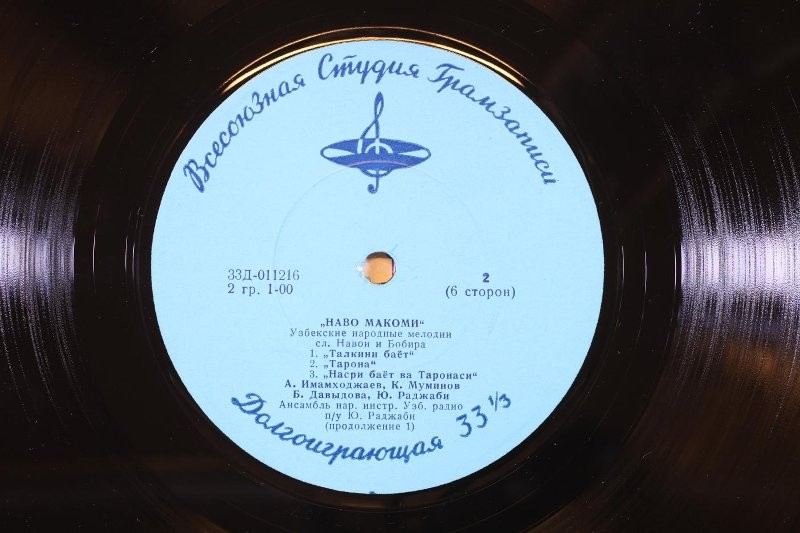 Всесоюзная Студия Грамзаписи
33Д-011216
2 гр. 1-00
2
(6 сторон)
„НАВО МАКОМИ“
Узбекские народные мелодии
сл. Навои и Бобира
1. „Талкини баёт“
2. „Тарона“
3. „Насри баёт ва Таронаси“
А. Имамходжаев, К. Муминов
Б. Давыдова, Ю. Раджаби
Ансамбль нар. инстр. Узб. радио
п/у Ю. Раджаби
(продолжение 1)
Долгоиграющая 33 1/3